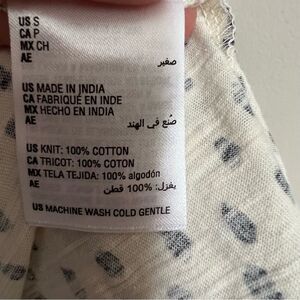 US S
CA P
MX CH
AE
صغير
US MADE IN INDIA
CA FABRIQUÉ EN INDE
MX HECHO EN INDIA
AE
صُنع في الهند
US KNIT: 100% COTTON
CA TRICOT: 100% COTON
MX TELA TEJIDA: 100% algodón
AE
بغزل: 100% قطن
US MACHINE WASH COLD GENTLE